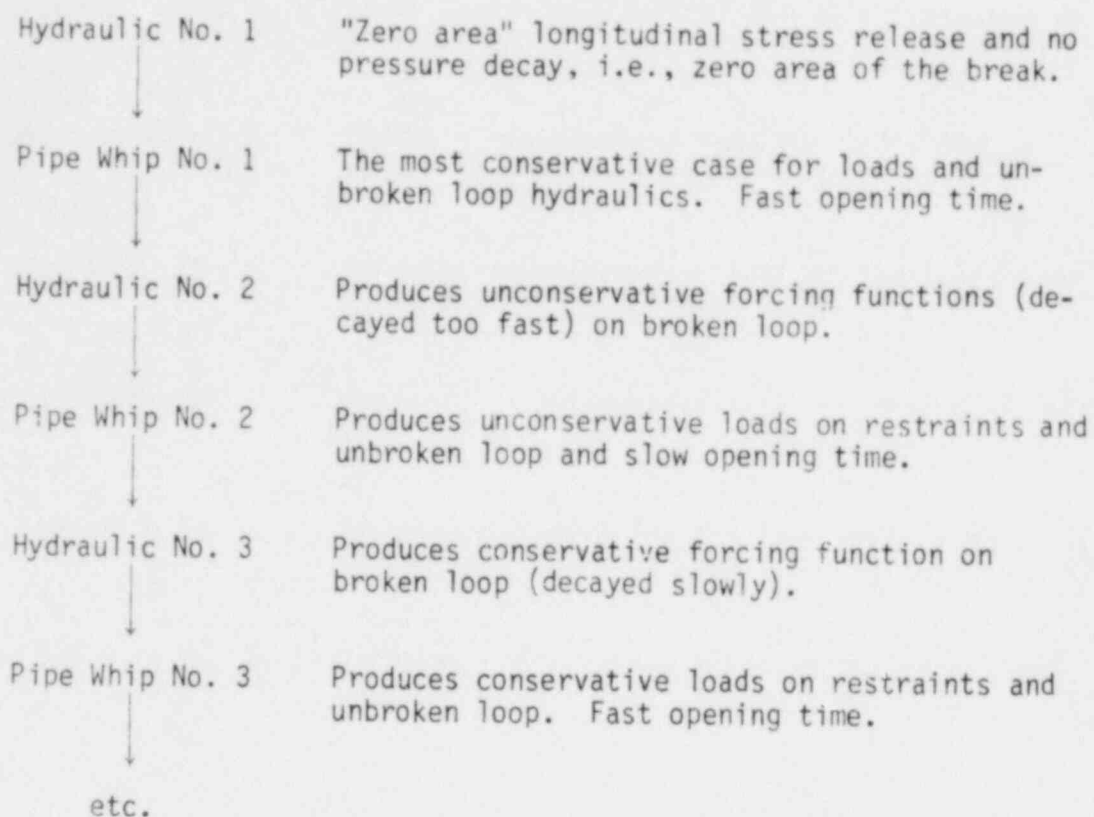 Hydraulic No. 1 "Zero area" longitudinal stress release and no
pressure decay, i.e., zero area of the break.
Pipe Whip No. 1 The most conservative case for loads and un-
broken loop hydraulics. Fast opening time.
Hydraulic No. 2 Produces unconservative forcing functions (de-
cayed too fast) on broken loop.
Pipe Whip No. 2 Produces unconservative loads on restraints and
unbroken loop and slow opening time.
Hydraulic No. 3 Produces conservative forcing function on
broken loop (decayed slowly).
Pipe Whip No. 3 Produces conservative loads on restraints and
unbroken loop. Fast opening time.
etc.